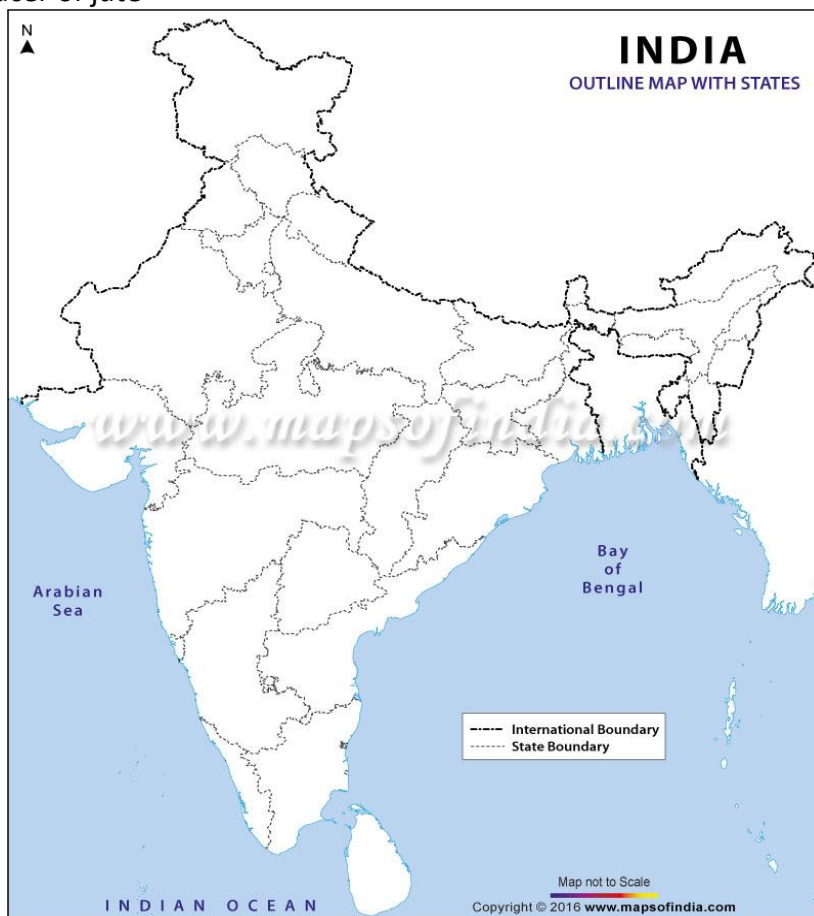 N
INDIA
OUTLINE MAP WITH STATES
www.mapsofindia.com
Arabian
Sea
Bay
of
Bengal
International Boundary
State Boundary
Map not to Scale
INDIAN OCEAN
Copyright © 2016 www.mapsofindia.com